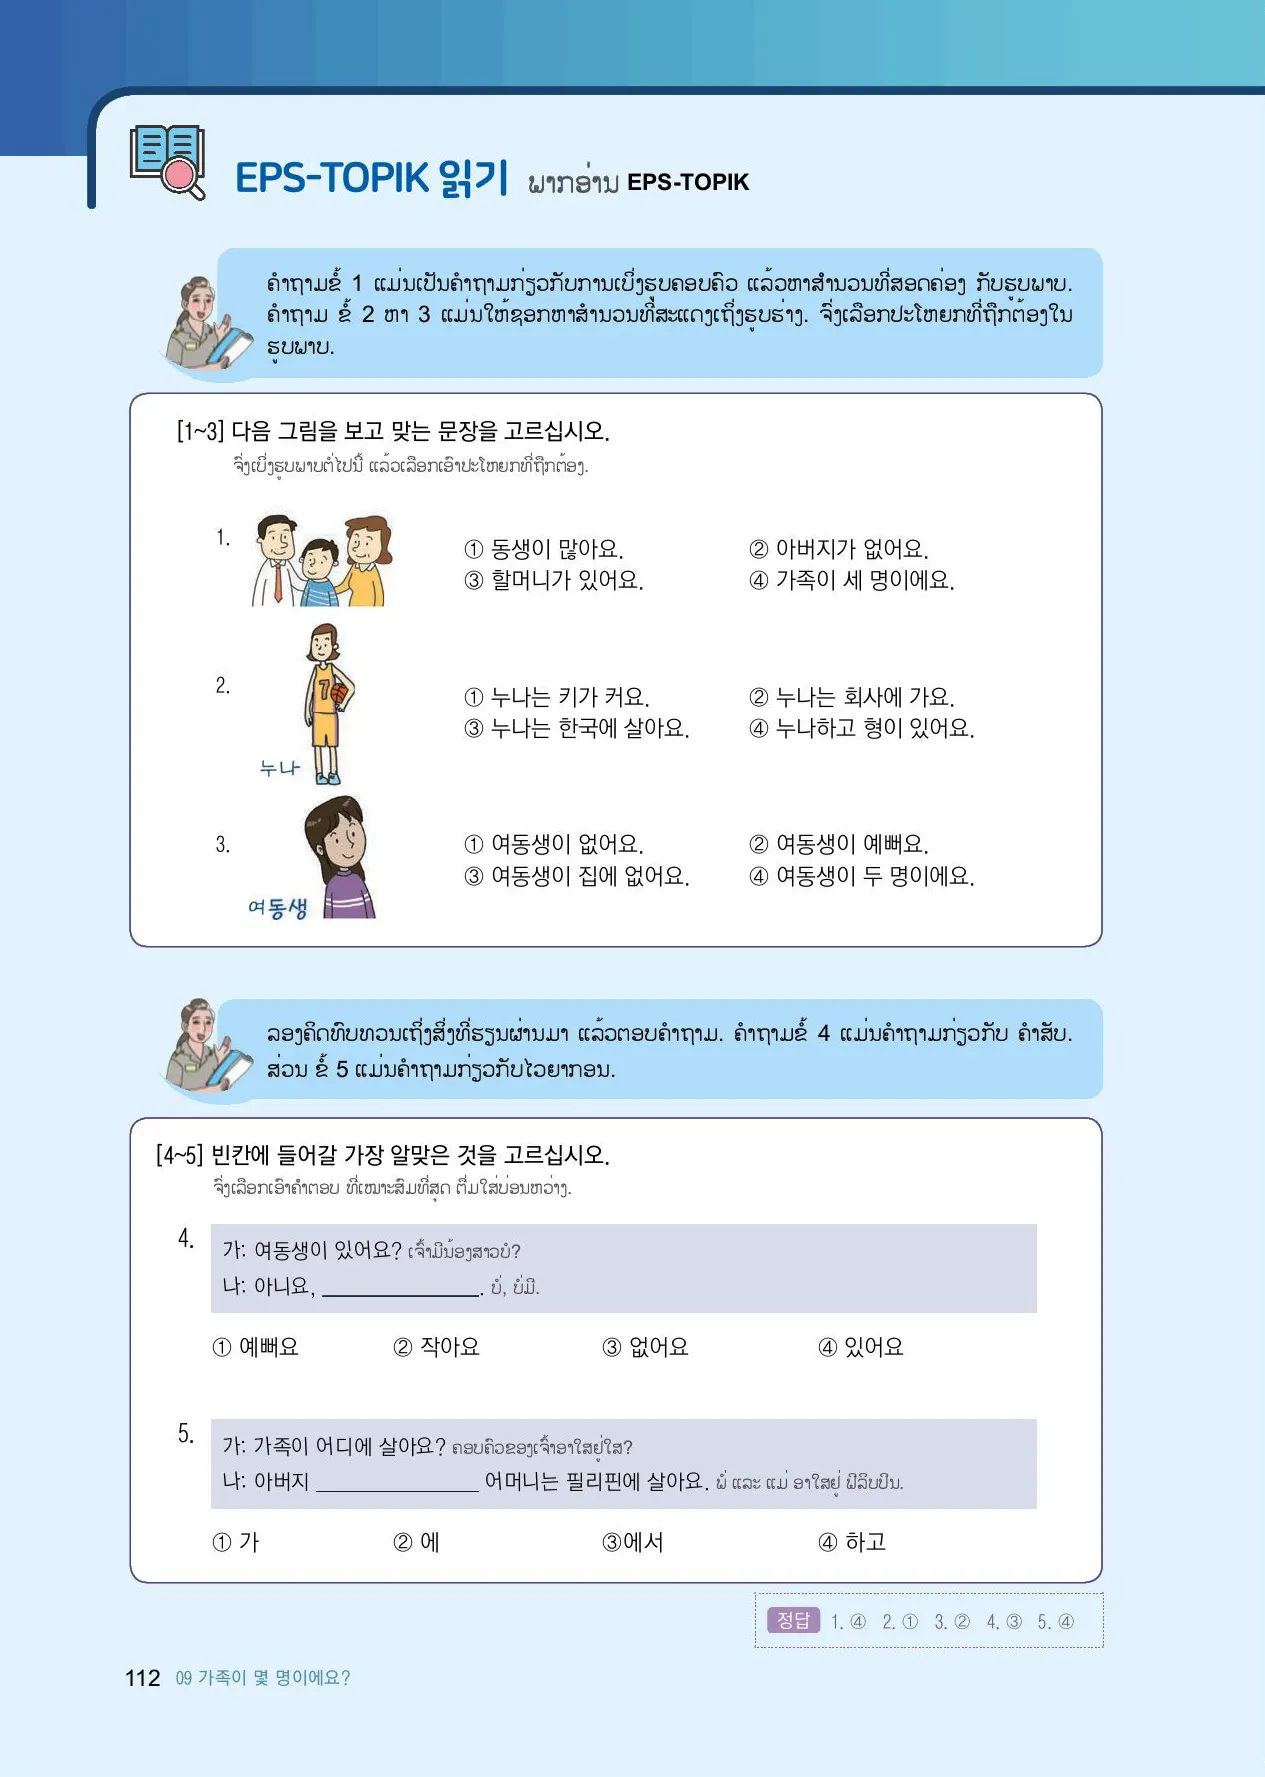 EPS-TOPIK 읽기 ພາກອ່ານ EPS-TOPIK
ຄຳຖາມຂໍ້ 1 ແມ່ນເປັນຄຳຖາມກ່ຽວກັບການເບິ່ງຮູບຄອບຄົວ ແລ້ວຫາສຳນວນທີ່ສອດຄ່ອງ ກັບຮູບພາບ.
ຄຳຖາມ ຂໍ້ 2 ຫາ 3 ແມ່ນໃຫ້ຊອກຫາສຳນວນທີ່ສະແດງເຖິງຮູບຮ່າງ. ຈົ່ງເລືອກປະໂຫຍກທີ່ຖືກຕ້ອງໃນ
ຮູບພາບ.
[1~3] 다음 그림을 보고 맞는 문장을 고르십시오.
ຈົ່ງເບິ່ງຮູບພາບຕໍ່ໄປນີ້ ແລ້ວເລືອກເອົາປະໂຫຍກທີ່ຖືກຕ້ອງ.
1.
① 동생이 많아요. ② 아버지가 없어요.
③ 할머니가 있어요. ④ 가족이 세 명이에요.
2.
7
누나
① 누나는 키가 커요. ② 누나는 회사에 가요.
③ 누나는 한국에 살아요. ④ 누나하고 형이 있어요.
3.
여동생
① 여동생이 없어요. ② 여동생이 예뻐요.
③ 여동생이 집에 없어요. ④ 여동생이 두 명이에요.
ລອງຄິດທົບທວນເຖິ່ງສິ່ງທີ່ຮຽນຜ່ານມາ ແລ້ວຕອບຄຳຖາມ. ຄຳຖາມຂໍ້ 4 ແມ່ນຄຳຖາມກ່ຽວກັບ ຄຳສັບ.
ສ່ວນ ຂໍ້ 5 ແມ່ນຄຳຖາມກ່ຽວກັບໄວຍາກອນ.
[4~5] 빈칸에 들어갈 가장 알맞은 것을 고르십시오.
ຈົ່ງເລືອກເອົາຄຳຕອບ ທີ່ເໝາະສົມທີ່ສຸດ ຕື່ມໃສ່ບ່ອນຫວ່າງ.
4.
가: 여동생이 있어요? ເຈົ້າມີນ້ອງສາວບໍ?
나: 아니요, ______________. ບໍ່, ບໍ່ມີ.
① 예뻐요 ② 작아요 ③ 없어요 ④ 있어요
5.
가: 가족이 어디에 살아요? ຄອບຄົວຂອງເຈົ້າອາໃສຢູ່ໃສ?
나: 아버지 ______________ 어머니는 필리핀에 살아요. ພໍ່ ແລະ ແມ່ ອາໃສຢູ່ ຟີລິບປິນ.
① 가 ② 에 ③에서 ④ 하고
정답 1. ④ 2. ① 3. ② 4. ③ 5. ④
112 09 가족이 몇 명이에요?